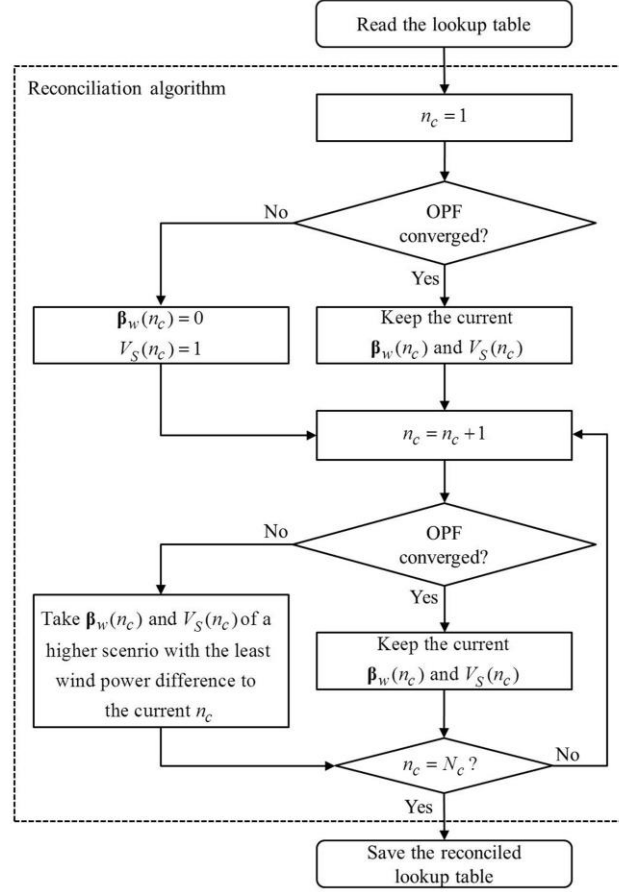 Read the lookup table
Reconciliation algorithm
n_c = 1
No
OPF
converged?
Yes
β_w(n_c) = 0
V_S(n_c) = 1
Keep the current
β_w(n_c) and V_S(n_c)
n_c = n_c + 1
No
OPF
converged?
Yes
Take β_w(n_c) and V_S(n_c) of a
higher scenrio with the least
wind power difference to
the current n_c
Keep the current
β_w(n_c) and V_S(n_c)
n_c = N_c ?
No
Yes
Save the reconciled
lookup table